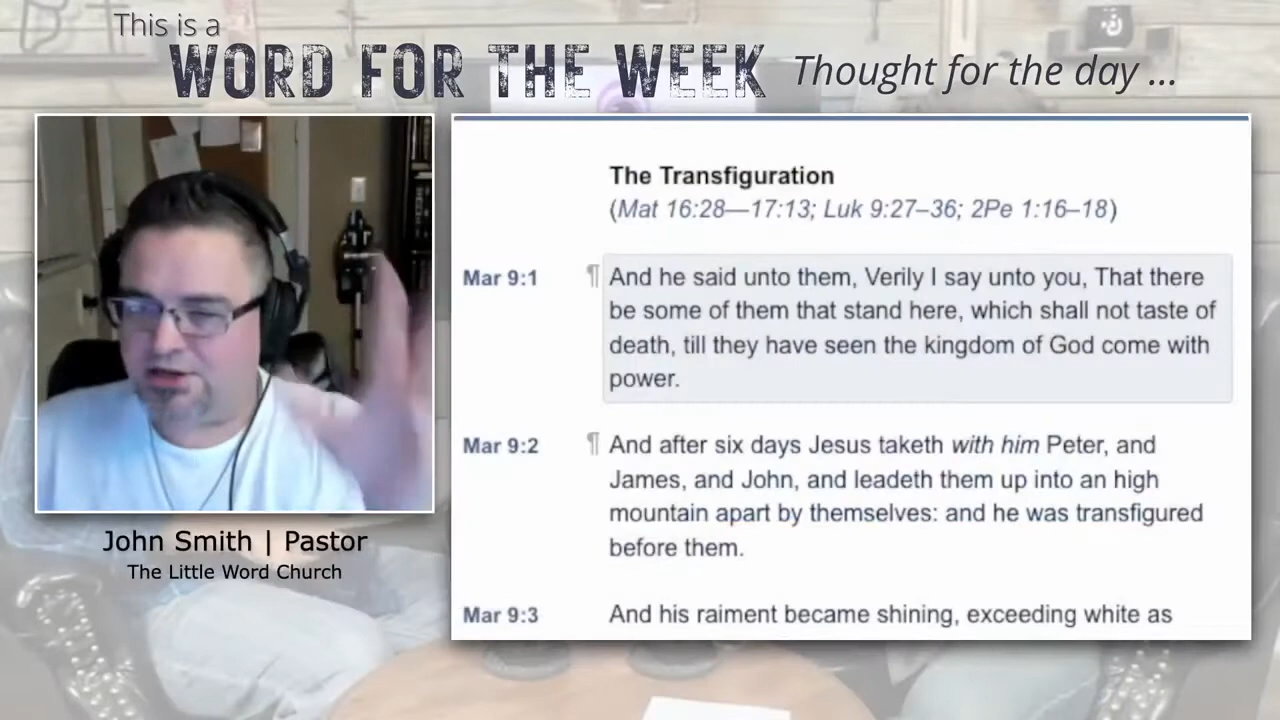 This is a
WORD FOR THE WEEK
Thought for the day ...
The Transfiguration
(Mat 16:28—17:13; Luk 9:27–36; 2Pe 1:16–18)
Mar 9:1 ¶ And he said unto them, Verily I say unto you, That there
be some of them that stand here, which shall not taste of
death, till they have seen the kingdom of God come with
power.
Mar 9:2 ¶ And after six days Jesus taketh with him Peter, and
James, and John, and leadeth them up into an high
mountain apart by themselves: and he was transfigured
before them.
Mar 9:3 And his raiment became shining, exceeding white as
John Smith | Pastor
The Little Word Church